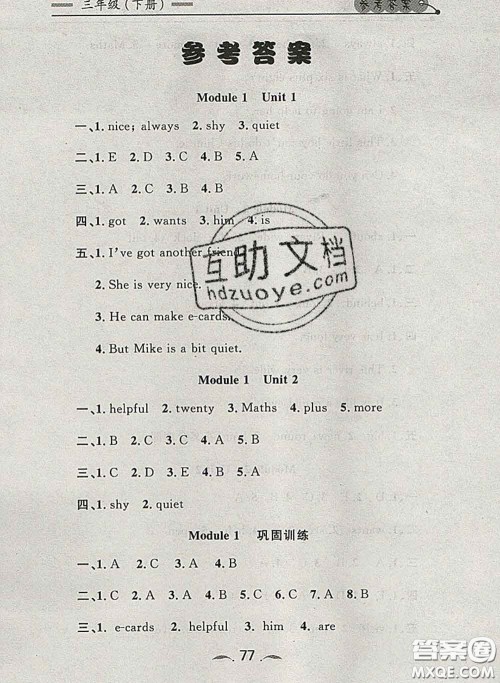 三年级(下册)
参考答案
参考答案
Module 1 Unit 1
一、1. nice; always 2. shy 3. quiet
二、1. E 2. D 3. C 4. B 5. A
三、1. A 2. A 3. B 4. B
四、1. got 2. wants 3. him 4. is
五、1. I've got another friend.
2. She is very nice.
3. He can make e-cards.
4. But Mike is a bit quiet.
互助文档
hdzuoye.com
Module 1 Unit 2
一、1. helpful 2. twenty 3. Maths 4. plus 5. more
二、1. B 2. C 3. C 4. B 5. A
三、1. C 2. A 3. A 4. B 5. B
四、1. shy 2. quiet
Module 1 巩固训练
一、1. A 2. C 3. A 4. B
二、1. C 2. C 3. A 4. B 5. B 6. C 7. A 8. B
三、1. e-cards 2. helpful 3. him 4. are
77
答案圈
MXQE.COM